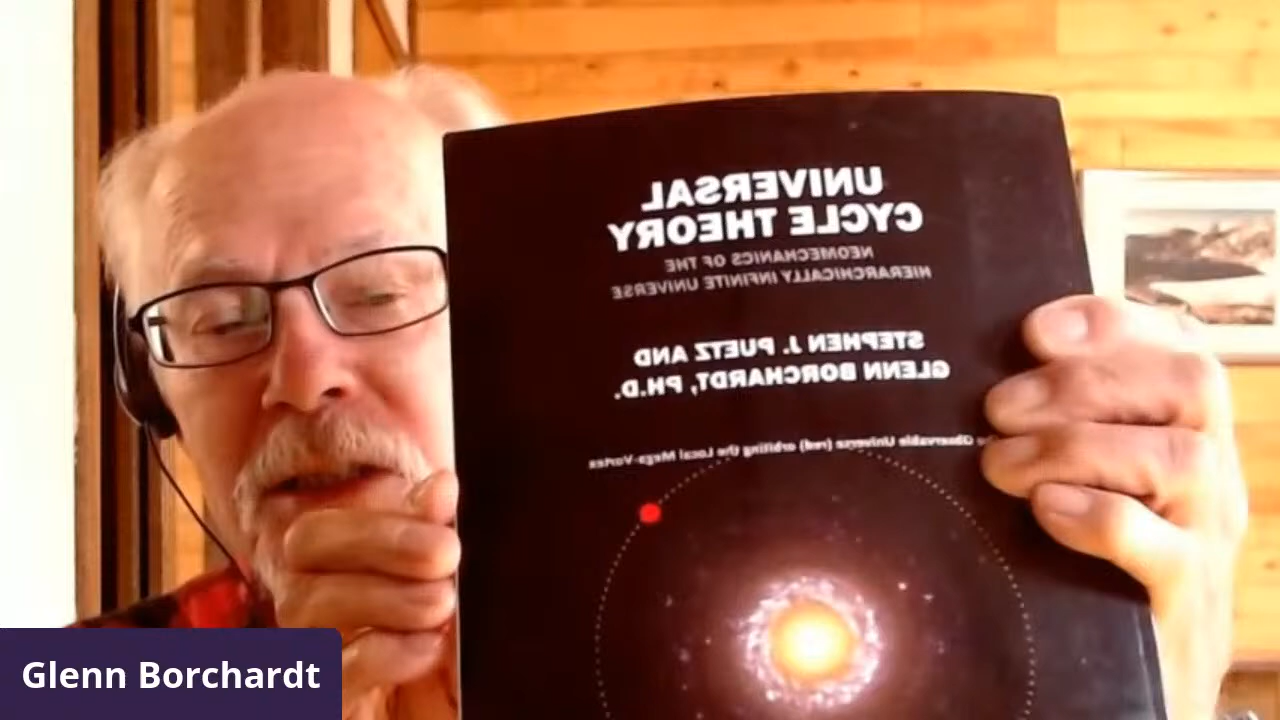 UNIVERSAL
CYCLE THEORY
NEOMECHANICS OF THE
HIERARCHICALLY INFINITE UNIVERSE
STEPHEN J. PUETZ AND
GLENN BORCHARDT, PH.D.
Observable Universe (red) orbiting the Local Mega-Vortex
Glenn Borchardt